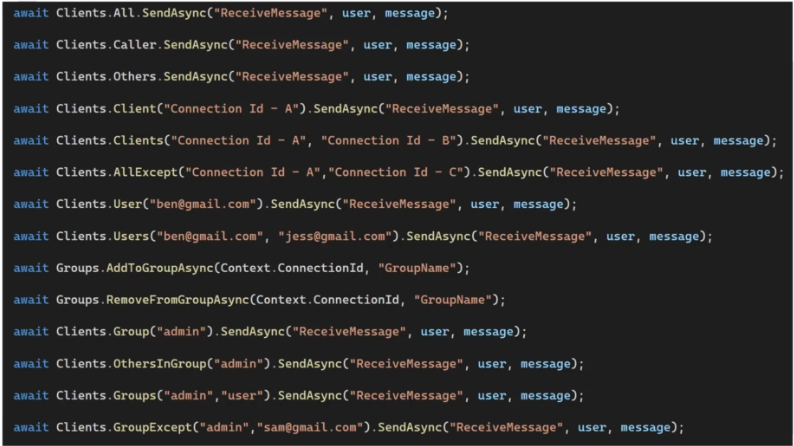 await Clients.All.SendAsync("ReceiveMessage", user, message);
await Clients.Caller.SendAsync("ReceiveMessage", user, message);
await Clients.Others.SendAsync("ReceiveMessage", user, message);
await Clients.Client("Connection Id - A").SendAsync("ReceiveMessage", user, message);
await Clients.Clients("Connection Id - A", "Connection Id - B").SendAsync("ReceiveMessage", user, message);
await Clients.AllExcept("Connection Id - A","Connection Id - C").SendAsync("ReceiveMessage", user, message);
await Clients.User("ben@gmail.com").SendAsync("ReceiveMessage", user, message);
await Clients.Users("ben@gmail.com", "jess@gmail.com").SendAsync("ReceiveMessage", user, message);
await Groups.AddToGroupAsync(Context.ConnectionId, "GroupName");
await Groups.RemoveFromGroupAsync(Context.ConnectionId, "GroupName");
await Clients.Group("admin").SendAsync("ReceiveMessage", user, message);
await Clients.OthersInGroup("admin").SendAsync("ReceiveMessage", user, message);
await Clients.Groups("admin","user").SendAsync("ReceiveMessage", user, message);
await Clients.GroupExcept("admin","sam@gmail.com").SendAsync("ReceiveMessage", user, message);